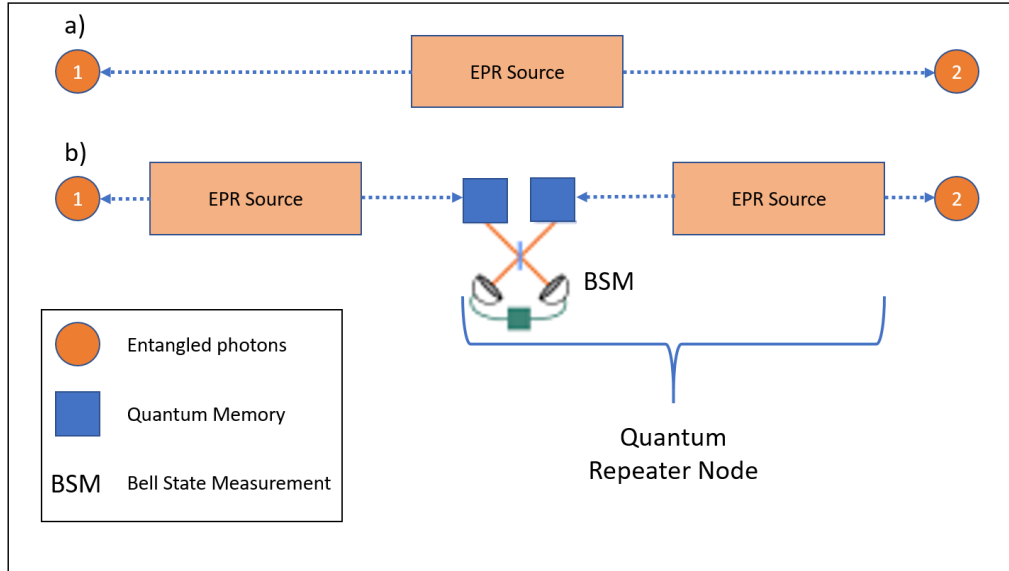 a)
1
EPR Source
2
b)
1
EPR Source
EPR Source
2
BSM
Entangled photons
Quantum Memory
BSM Bell State Measurement
Quantum
Repeater Node